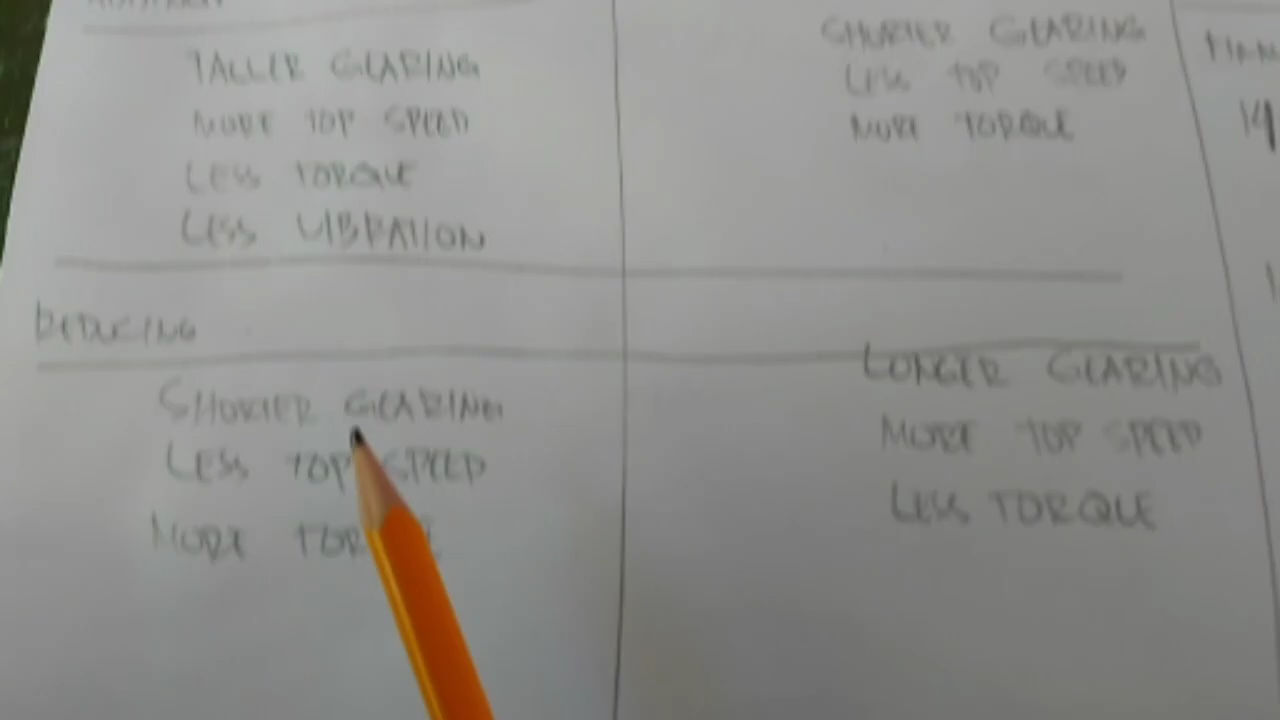 TALLER GEARING
MORE TOP SPEED
LESS TORQUE
LESS VIBRATION
SHORTER GEARING
LESS TOP SPEED
MORE TORQUE
REDUCING
SHORTER GEARING
LESS TOP SPEED
MORE
LONGER GEARING
MORE TOP SPEED
LESS TORQUE